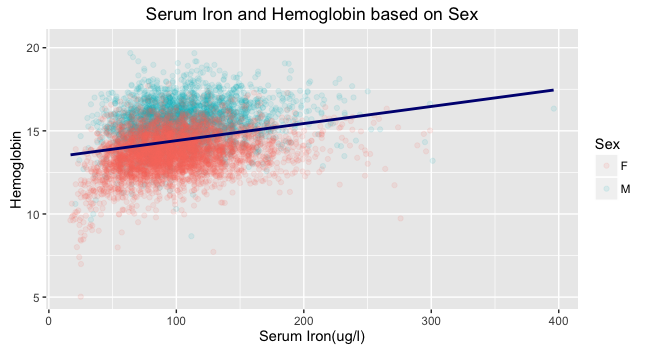 Serum Iron and Hemoglobin based on Sex
20
15
10
5
Hemoglobin
0 100 200 300 400
Serum Iron(ug/l)
Sex
F
M